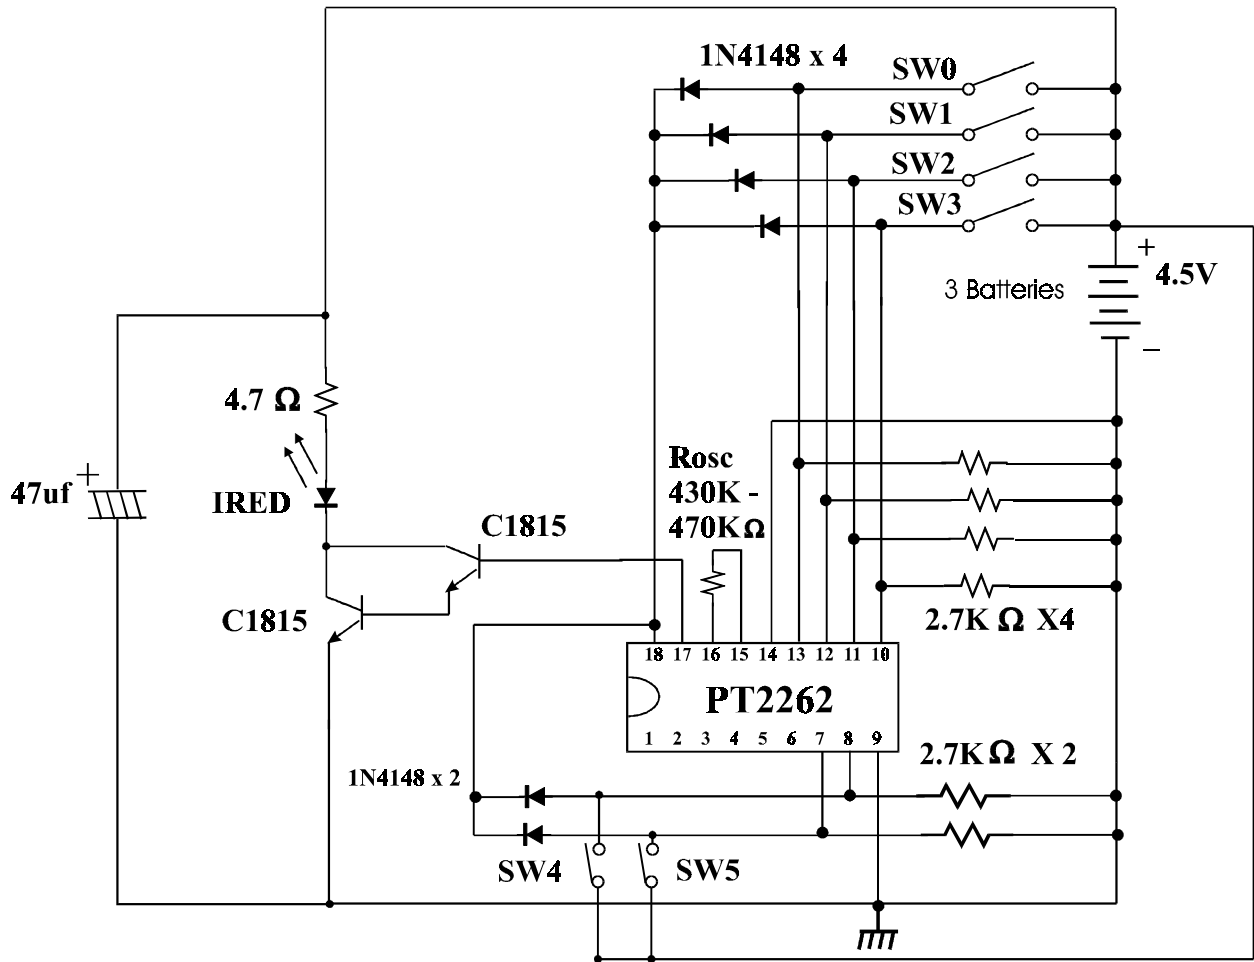 1N4148 x 4
SW0
SW1
SW2
SW3
+
4.5V
3 Batteries
–
4.7 Ω
+
47uf
IRED
C1815
C1815
Rosc
430K -
470K Ω
2.7K Ω X4
18 17 16 15 14 13 12 11 10
PT2262
1 2 3 4 5 6 7 8 9
2.7K Ω X 2
1N4148 x 2
SW4
SW5